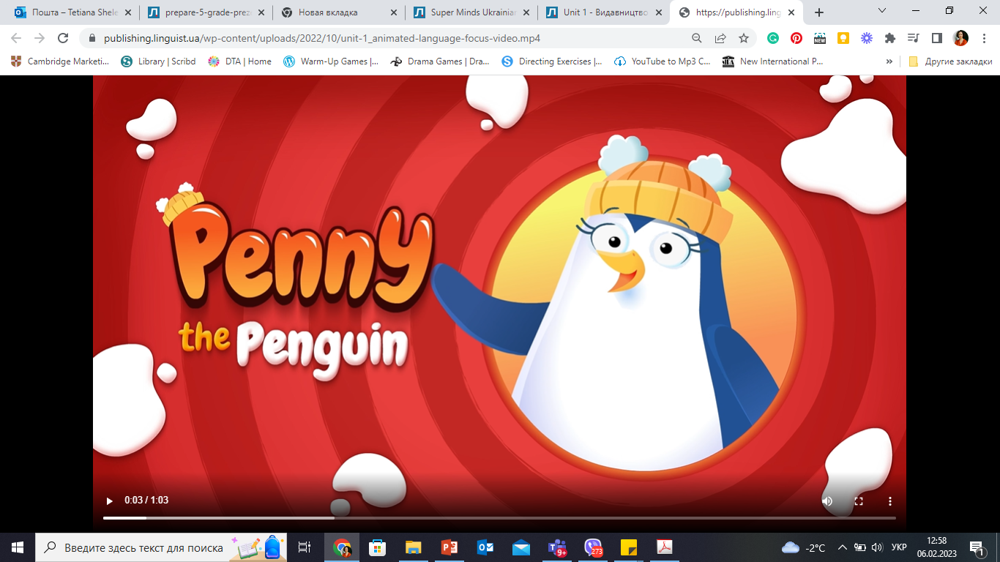 Пошта – Tetiana Shele
prepare-5-grade-prez
Новая вкладка
Super Minds Ukrainian
Unit 1 - Видавництво
https://publishing.ling
publishing.linguist.ua/wp-content/uploads/2022/10/unit-1_animated-language-focus-video.mp4
NEW
Cambridge Marketi...
Library | Scribd
DTA | Home
Warm-Up Games |...
Drama Games | Dra...
Directing Exercises |...
YouTube to Mp3 C...
New International P...
»
Другие закладки
Penny
the Penguin
0:03 / 1:03
Введите здесь текст для поиска
9+
273
-2°C
УКР
12:58
06.02.2023
1